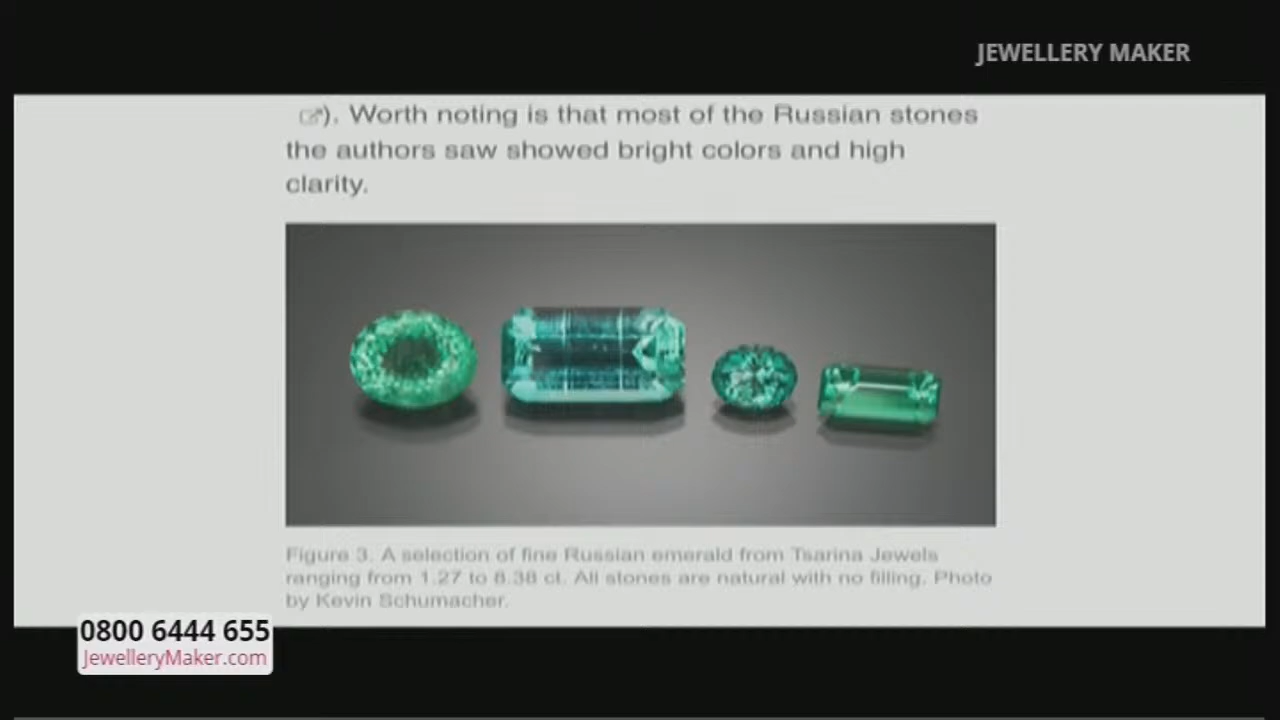 JEWELLERY MAKER
). Worth noting is that most of the Russian stones
the authors saw showed bright colors and high
clarity.
Figure 3. A selection of fine Russian emerald from Tsarina Jewels
ranging from 1.27 to 8.38 ct. All stones are natural with no filling. Photo
by Kevin Schumacher.
0800 6444 655
JewelleryMaker.com